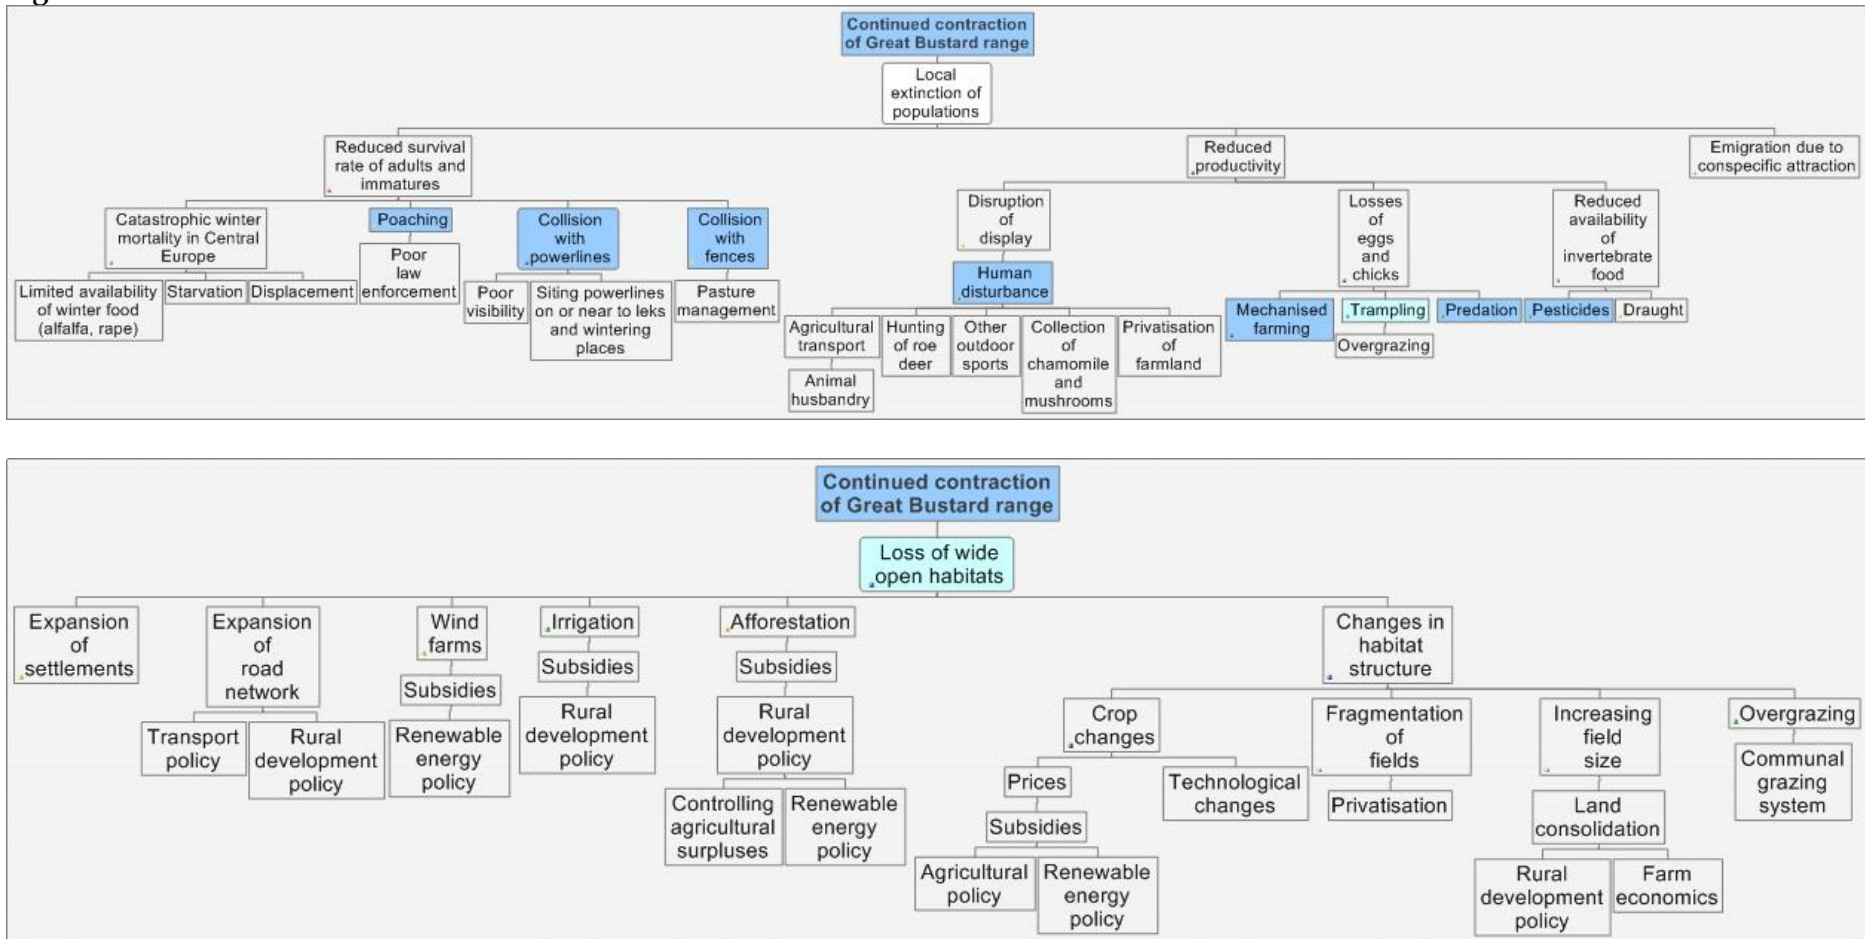 Continued contraction
of Great Bustard range
Local
extinction of
populations
Reduced survival
rate of adults and
immatures
Reduced
productivity
Emigration due to
conspecific attraction
Catastrophic winter
mortality in Central
Europe
Poaching
Collision
with
powerlines
Collision
with
fences
Disruption
of
display
Losses
of
eggs
and
chicks
Reduced
availability
of
invertebrate
food
Limited availability
of winter food
(alfalfa, rape)
Starvation
Displacement
Poor
law
enforcement
Poor
visibility
Siting powerlines
on or near to leks
and wintering
places
Pasture
management
Human
disturbance
Mechanised
farming
Trampling
Predation
Pesticides
Draught
Agricultural
transport
Hunting
of roe
deer
Other
outdoor
sports
Collection
of
chamomile
and
mushrooms
Privatisation
of
farmland
Overgrazing
Animal
husbandry
Continued contraction
of Great Bustard range
Loss of wide
open habitats
Expansion
of
settlements
Expansion
of
road
network
Wind
farms
Irrigation
Afforestation
Changes in
habitat
structure
Transport
policy
Rural
development
policy
Subsidies
Renewable
energy
policy
Subsidies
Rural
development
policy
Subsidies
Rural
development
policy
Controlling
agricultural
surpluses
Renewable
energy
policy
Crop
changes
Fragmentation
of
fields
Increasing
field
size
Overgrazing
Prices
Technological
changes
Privatisation
Land
consolidation
Communal
grazing
system
Subsidies
Agricultural
policy
Renewable
energy
policy
Rural
development
policy
Farm
economics